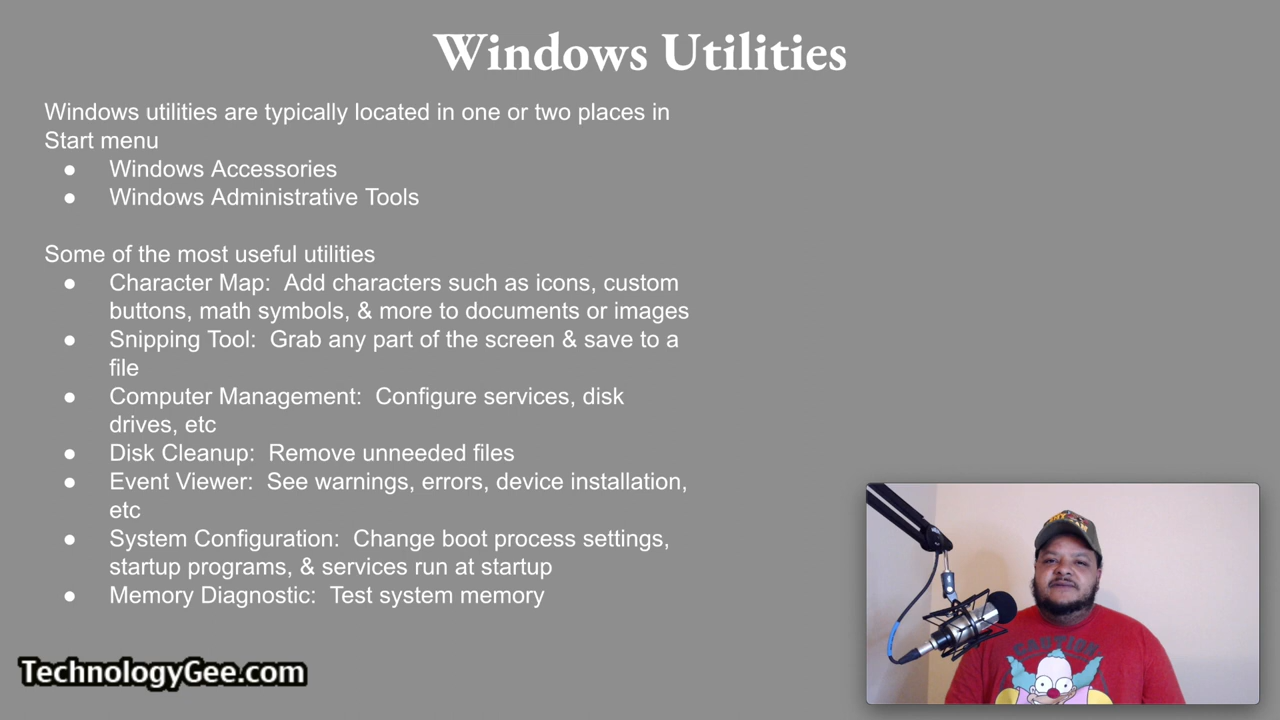 Windows Utilities
Windows utilities are typically located in one or two places in
Start menu
● Windows Accessories
● Windows Administrative Tools
Some of the most useful utilities
● Character Map:  Add characters such as icons, custom
buttons, math symbols, & more to documents or images
● Snipping Tool:  Grab any part of the screen & save to a
file
● Computer Management:  Configure services, disk
drives, etc
● Disk Cleanup:  Remove unneeded files
● Event Viewer:  See warnings, errors, device installation,
etc
● System Configuration:  Change boot process settings,
startup programs, & services run at startup
● Memory Diagnostic:  Test system memory
CAUTION
TechnologyGee.com